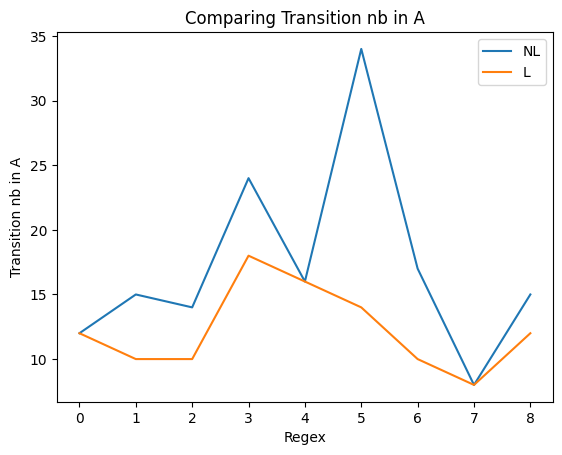 Comparing Transition nb in A
35
30
25
20
15
10
Transition nb in A
NL
L
0 1 2 3 4 5 6 7 8
Regex